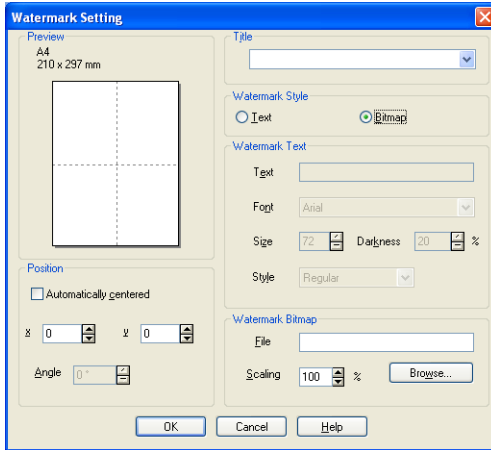 Watermark Setting
Preview
A4
210 x 297 mm
Title
Watermark Style
Text
Bitmap
Watermark Text
Text
Font Arial
Size 72 Darkness 20 %
Style Regular
Position
Automatically centered
x 0 y 0
Angle 0 °
Watermark Bitmap
File
Scaling 100 % Browse...
OK Cancel Help